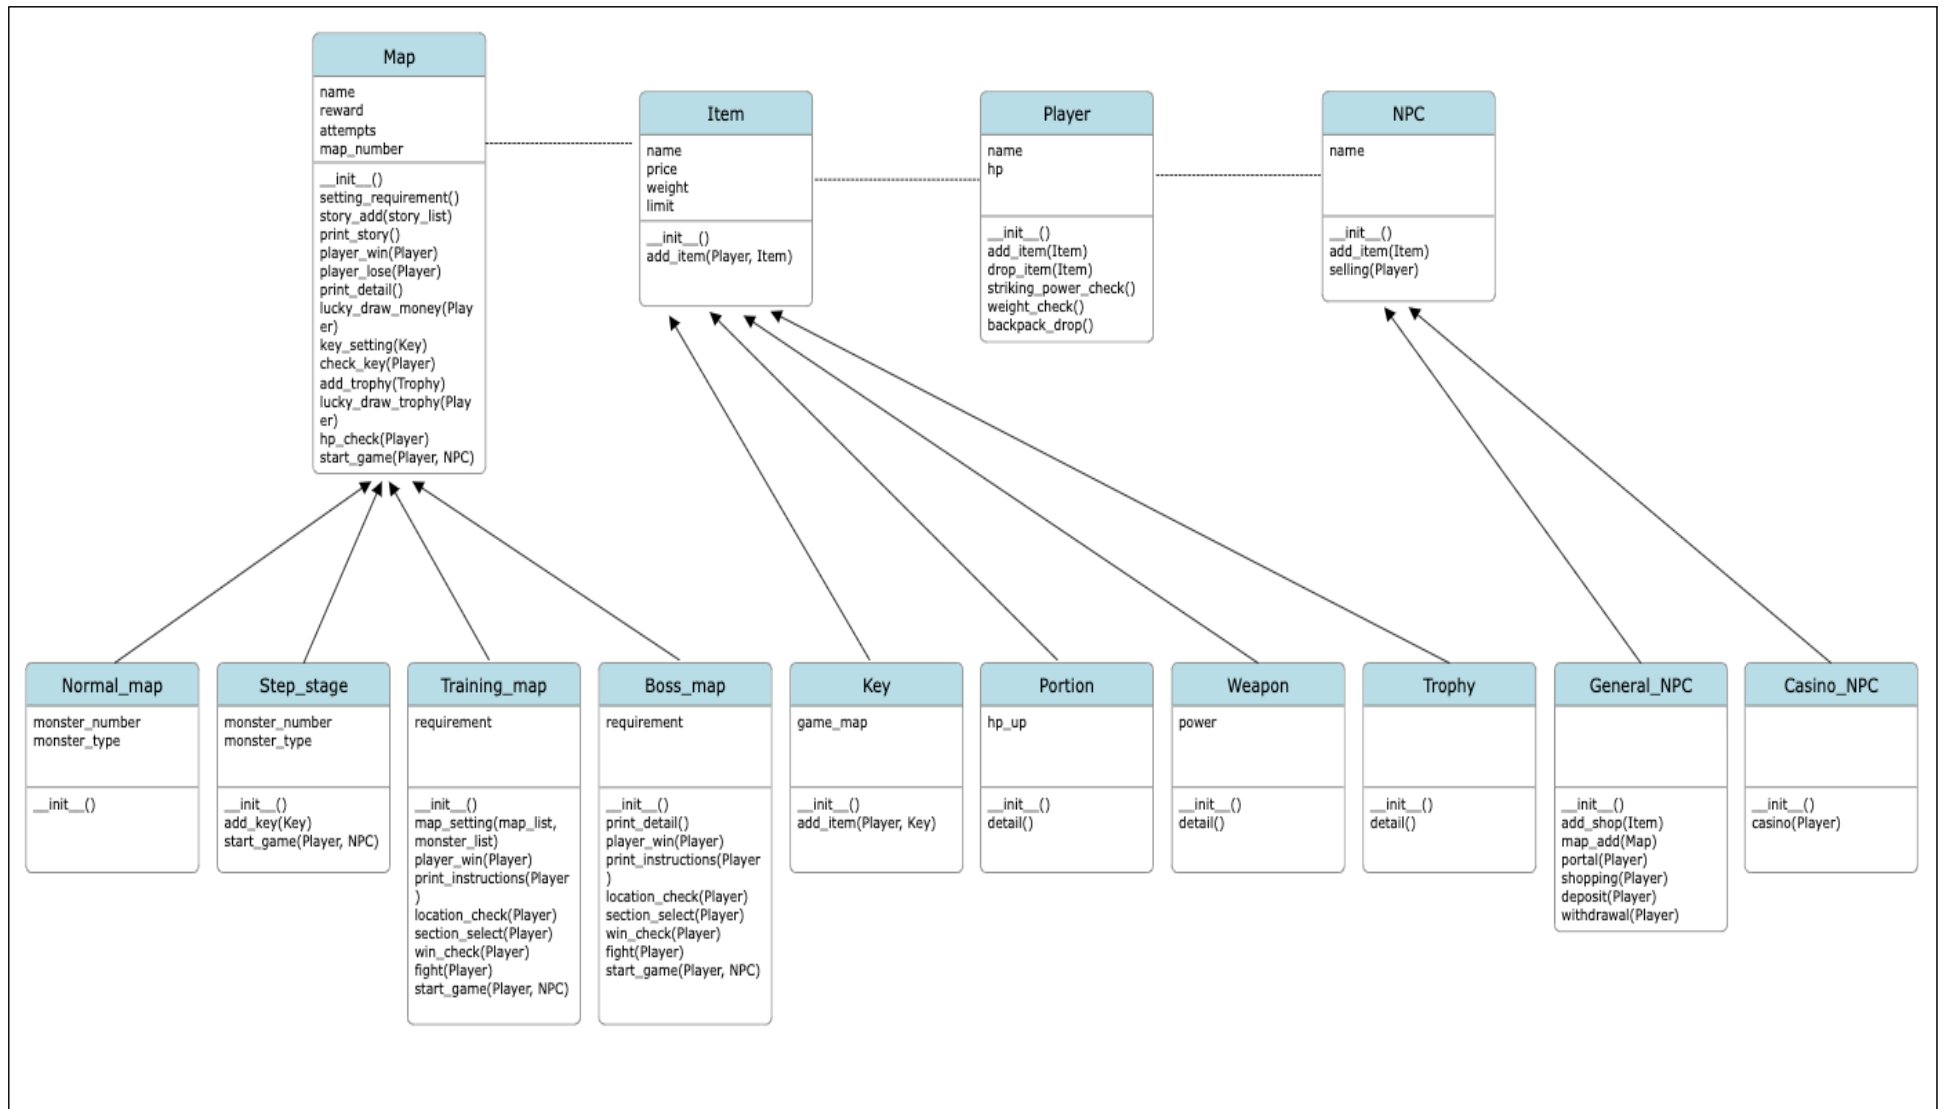 Map
name
reward
attempts
map_number
__init__()
setting_requirement()
story_add(story_list)
print_story()
player_win(Player)
player_lose(Player)
print_detail()
lucky_draw_money(Play
er)
key_setting(Key)
check_key(Player)
add_trophy(Trophy)
lucky_draw_trophy(Play
er)
hp_check(Player)
start_game(Player, NPC)
Item
name
price
weight
limit
__init__()
add_item(Player, Item)
Player
name
hp
__init__()
add_item(Item)
drop_item(Item)
striking_power_check()
weight_check()
backpack_drop()
NPC
name
__init__()
add_item(Item)
selling(Player)
Normal_map
monster_number
monster_type
__init__()
Step_stage
monster_number
monster_type
__init__()
add_key(Key)
start_game(Player, NPC)
Training_map
requirement
__init__()
map_setting(map_list,
monster_list)
player_win(Player)
print_instructions(Player
)
location_check(Player)
section_select(Player)
win_check(Player)
fight(Player)
start_game(Player, NPC)
Boss_map
requirement
__init__()
print_detail()
player_win(Player)
print_instructions(Player
)
location_check(Player)
section_select(Player)
win_check(Player)
fight(Player)
start_game(Player, NPC)
Key
game_map
__init__()
add_item(Player, Key)
Portion
hp_up
__init__()
detail()
Weapon
power
__init__()
detail()
Trophy
__init__()
detail()
General_NPC
__init__()
add_shop(Item)
map_add(Map)
portal(Player)
shopping(Player)
deposit(Player)
withdrawal(Player)
Casino_NPC
__init__()
casino(Player)